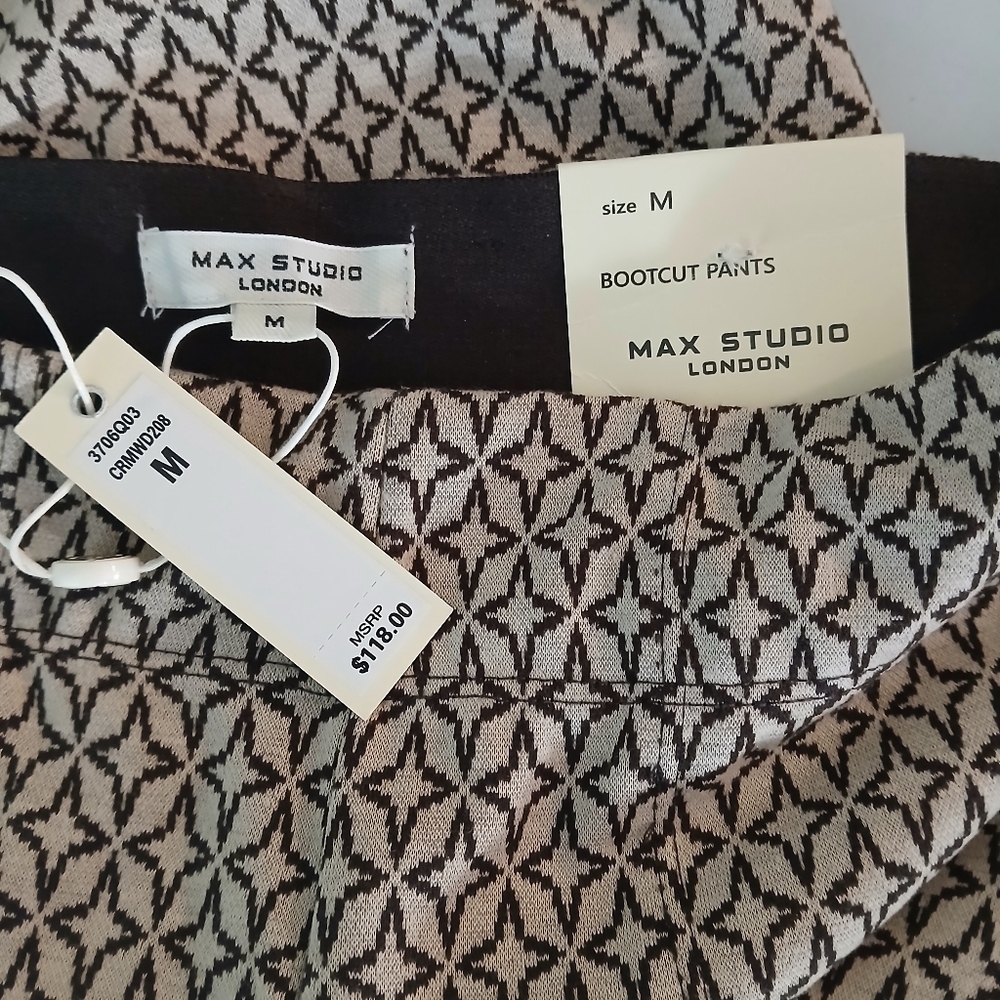 MAX STUDIO
LONDON
M
size M
BOOTCUT PANTS
MAX STUDIO
LONDON
3706Q03
CRMWD208
M
MSRP
$118.00